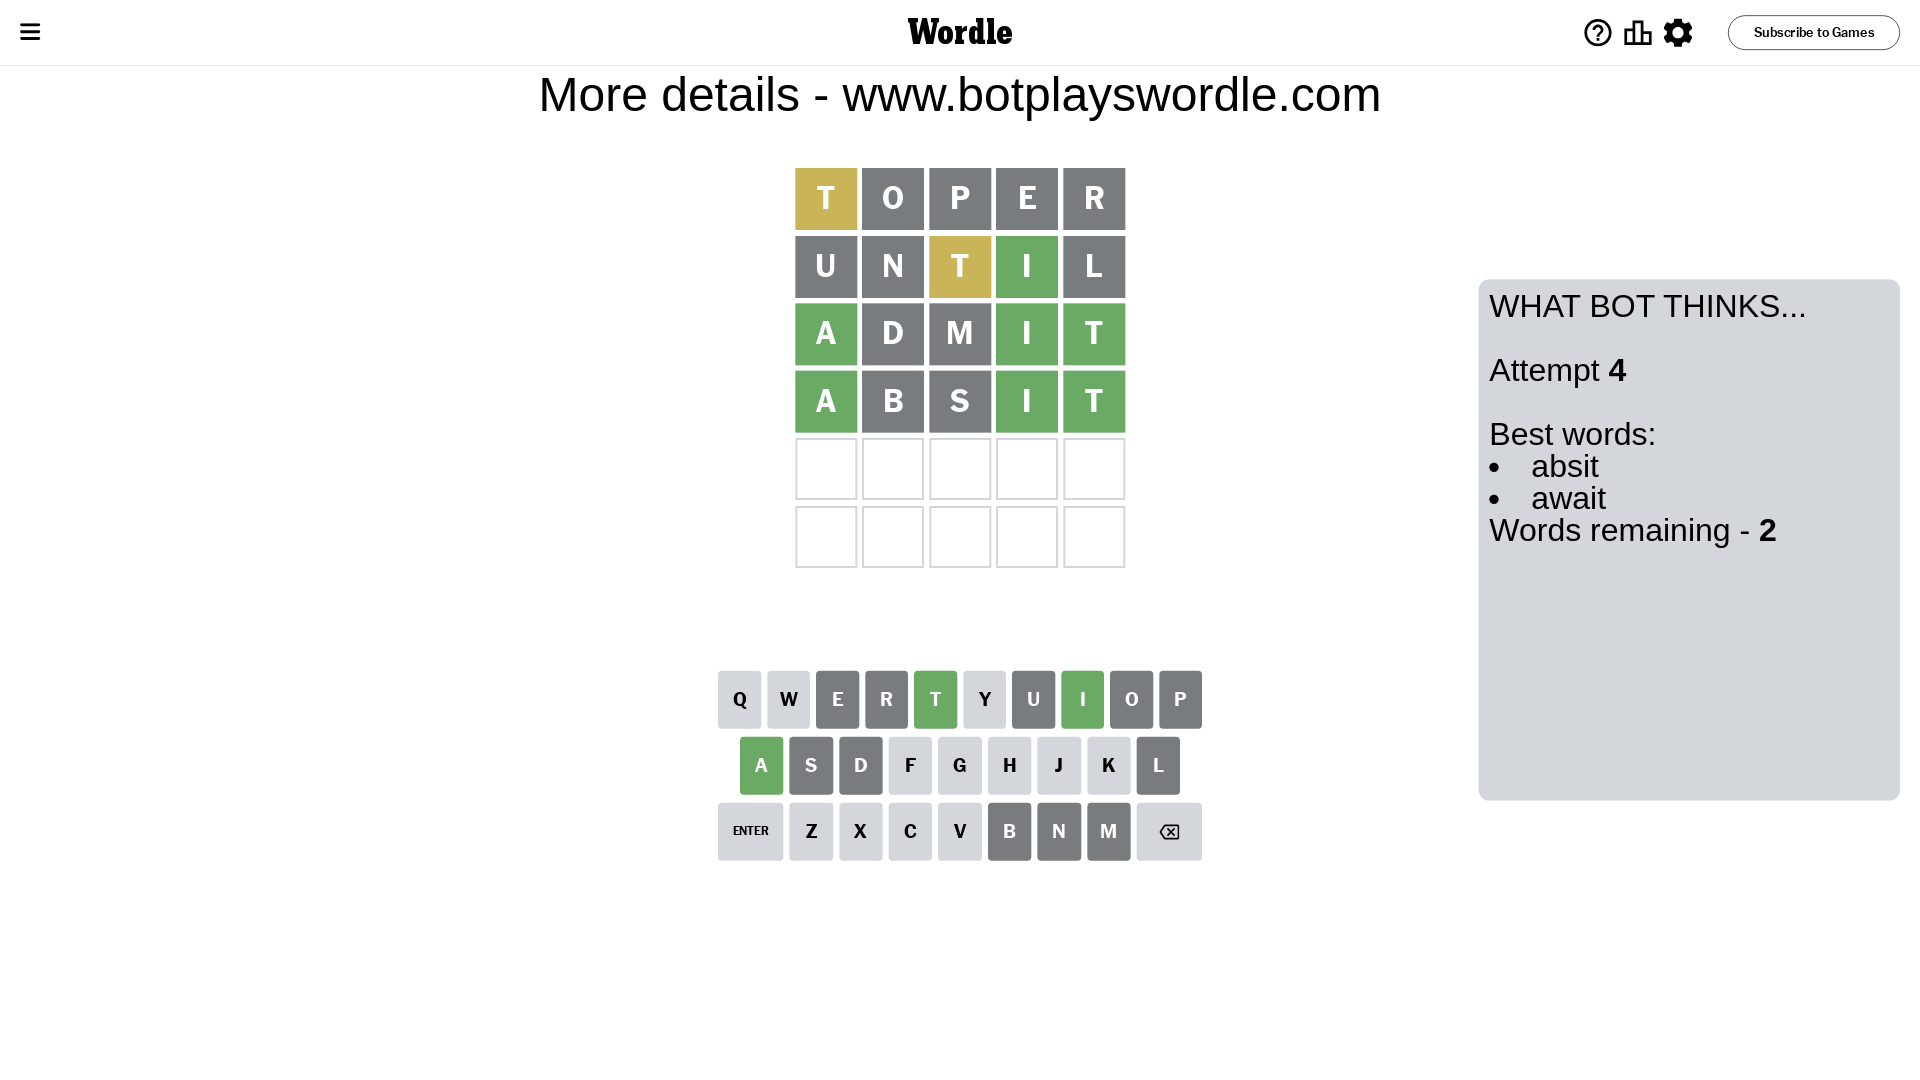 Wordle
Subscribe to Games
More details - www.botplayswordle.com
T O P E R
U N T I L
A D M I T
A B S I T
WHAT BOT THINKS...
Attempt 4
Best words:
• absit
• await
Words remaining - 2
Q W E R T Y U I O P
A S D F G H J K L
ENTER Z X C V B N M